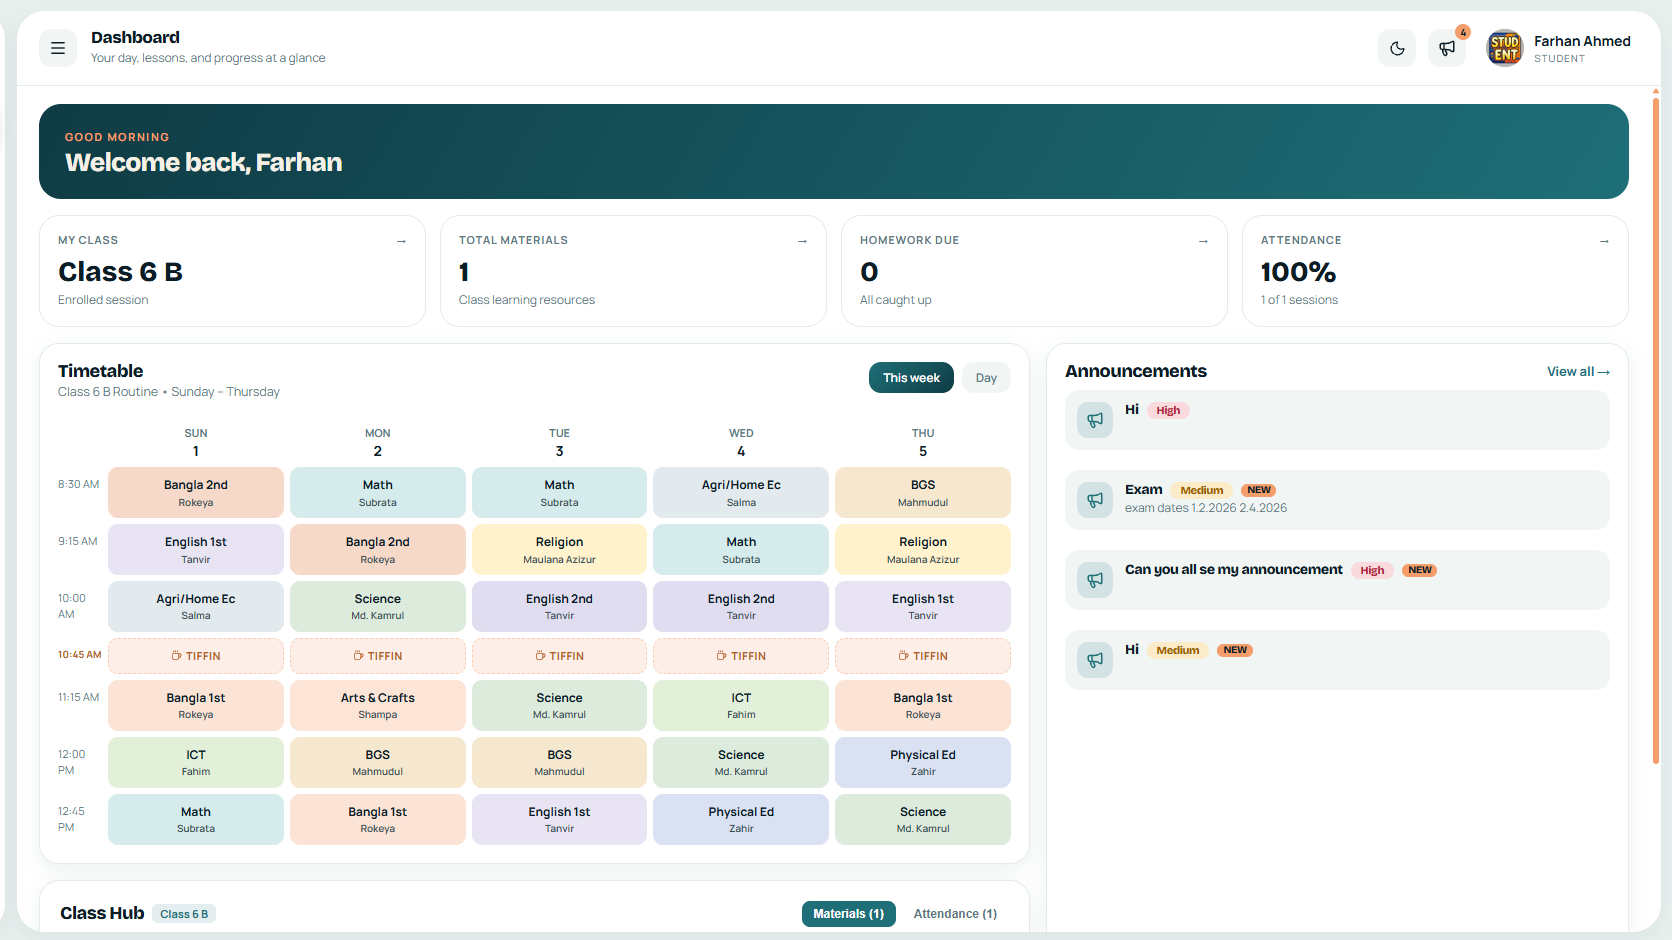 Dashboard
Your day, lessons, and progress at a glance
4
STUD
ENT
Farhan Ahmed
STUDENT
GOOD MORNING
Welcome back, Farhan
MY CLASS →
Class 6 B
Enrolled session
TOTAL MATERIALS →
1
Class learning resources
HOMEWORK DUE →
0
All caught up
ATTENDANCE →
100%
1 of 1 sessions
Timetable
Class 6 B Routine • Sunday – Thursday
This week Day
SUN MON TUE WED THU
1 2 3 4 5
8:30 AM
Bangla 2nd Math Math Agri/Home Ec BGS
Rokeya Subrata Subrata Salma Mahmudul
9:15 AM
English 1st Bangla 2nd Religion Math Religion
Tanvir Rokeya Maulana Azizur Subrata Maulana Azizur
10:00
AM
Agri/Home Ec Science English 2nd English 2nd English 1st
Salma Md. Kamrul Tanvir Tanvir Tanvir
10:45 AM TIFFIN TIFFIN TIFFIN TIFFIN TIFFIN
11:15 AM
Bangla 1st Arts & Crafts Science ICT Bangla 1st
Rokeya Shampa Md. Kamrul Fahim Rokeya
12:00
PM
ICT BGS BGS Science Physical Ed
Fahim Mahmudul Mahmudul Md. Kamrul Zahir
12:45
PM
Math Bangla 1st English 1st Physical Ed Science
Subrata Rokeya Tanvir Zahir Md. Kamrul
Announcements View all →
Hi High
Exam Medium NEW
exam dates 1.2.2026 2.4.2026
Can you all se my announcement High NEW
Hi Medium NEW
Class Hub Class 6 B Materials (1) Attendance (1)